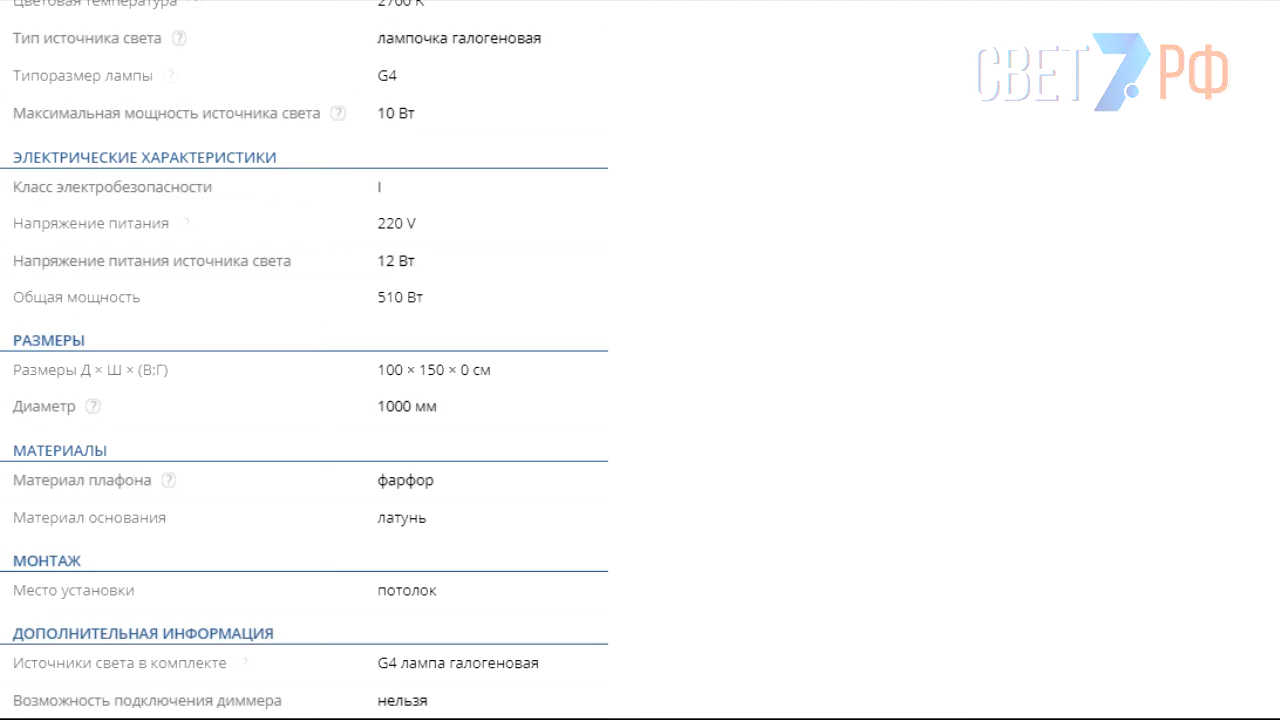 Цветовая температура 2700 K
Тип источника света ? лампочка галогеновая
Типоразмер лампы ? G4
Максимальная мощность источника света ? 10 Вт
ЭЛЕКТРИЧЕСКИЕ ХАРАКТЕРИСТИКИ
Класс электробезопасности I
Напряжение питания ? 220 V
Напряжение питания источника света 12 Вт
Общая мощность 510 Вт
РАЗМЕРЫ
Размеры Д × Ш × (В;Г) 100 × 150 × 0 см
Диаметр ? 1000 мм
МАТЕРИАЛЫ
Материал плафона ? фарфор
Материал основания латунь
МОНТАЖ
Место установки потолок
ДОПОЛНИТЕЛЬНАЯ ИНФОРМАЦИЯ
Источники света в комплекте ? G4 лампа галогеновая
Возможность подключения диммера нельзя
СВЕТ7.РФ